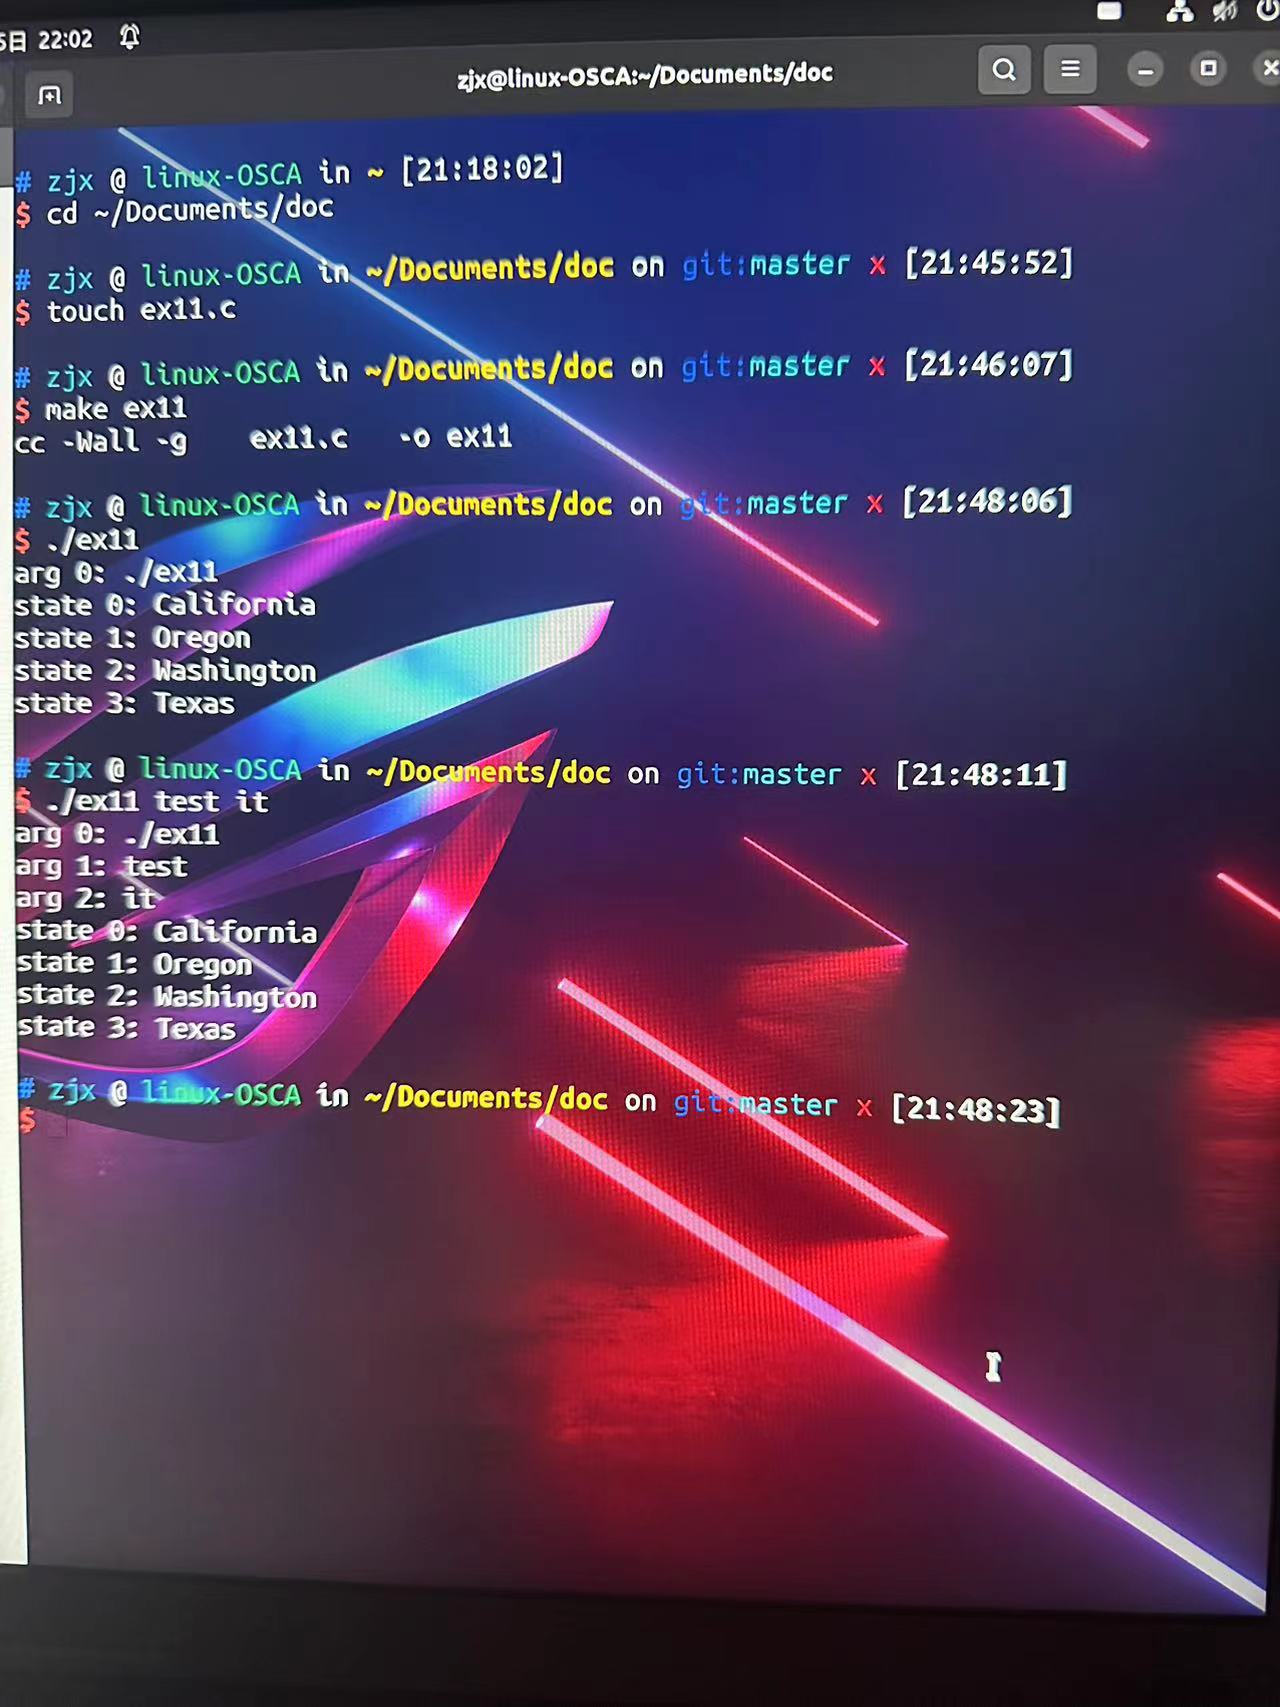 5日 22:02
zjx@linux-OSCA:~/Documents/doc
# zjx @ linux-OSCA in ~ [21:18:02]
$ cd ~/Documents/doc
# zjx @ linux-OSCA in ~/Documents/doc on git:master x [21:45:52]
$ touch ex11.c
# zjx @ linux-OSCA in ~/Documents/doc on git:master x [21:46:07]
$ make ex11
cc -Wall -g    ex11.c   -o ex11
# zjx @ linux-OSCA in ~/Documents/doc on git:master x [21:48:06]
$ ./ex11
arg 0: ./ex11
state 0: California
state 1: Oregon
state 2: Washington
state 3: Texas
# zjx @ linux-OSCA in ~/Documents/doc on git:master x [21:48:11]
$ ./ex11 test it
arg 0: ./ex11
arg 1: test
arg 2: it
state 0: California
state 1: Oregon
state 2: Washington
state 3: Texas
# zjx @ linux-OSCA in ~/Documents/doc on git:master x [21:48:23]
$